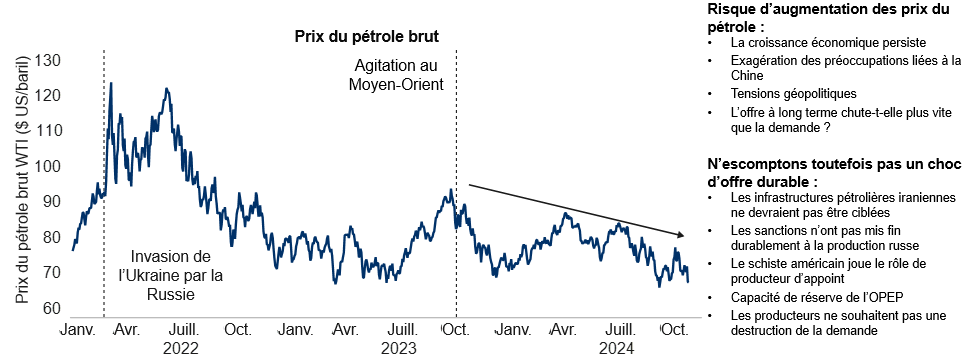 Prix du pétrole brut
Prix du pétrole brut WTI ($ US/baril)
130
120
110
100
90
80
70
60
Agitation au
Moyen-Orient
Invasion de
l’Ukraine par la
Russie
Janv. Avr. Juill. Oct. Janv. Avr. Juill. Oct. Janv. Avr. Juill. Oct.
2022 2023 2024
Risque d’augmentation des prix du
pétrole :
• La croissance économique persiste
• Exagération des préoccupations liées à la
Chine
• Tensions géopolitiques
• L’offre à long terme chute-t-elle plus vite
que la demande ?
N’escomptons toutefois pas un choc
d’offre durable :
• Les infrastructures pétrolières iraniennes
ne devraient pas être ciblées
• Les sanctions n’ont pas mis fin
durablement à la production russe
• Le schiste américain joue le rôle de
producteur d’appoint
• Capacité de réserve de l’OPEP
• Les producteurs ne souhaitent pas une
destruction de la demande